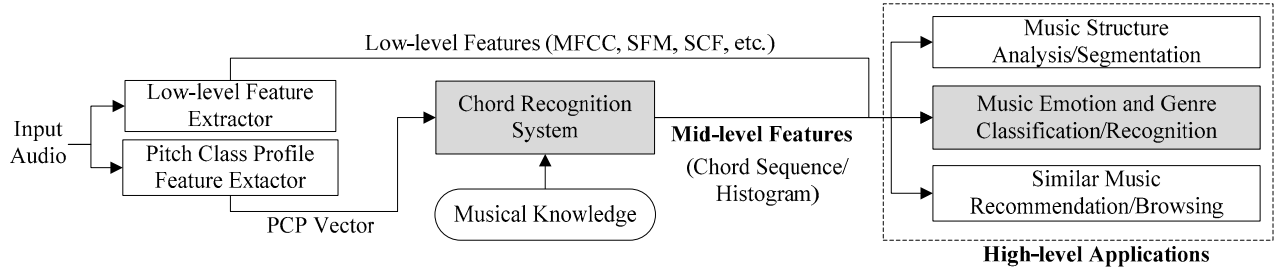 Low-level Features (MFCC, SFM, SCF, etc.)
Input
Audio
Low-level Feature
Extractor
Pitch Class Profile
Feature Extactor
PCP Vector
Chord Recognition
System
Musical Knowledge
Mid-level Features
(Chord Sequence/
Histogram)
Music Structure
Analysis/Segmentation
Music Emotion and Genre
Classification/Recognition
Similar Music
Recommendation/Browsing
High-level Applications